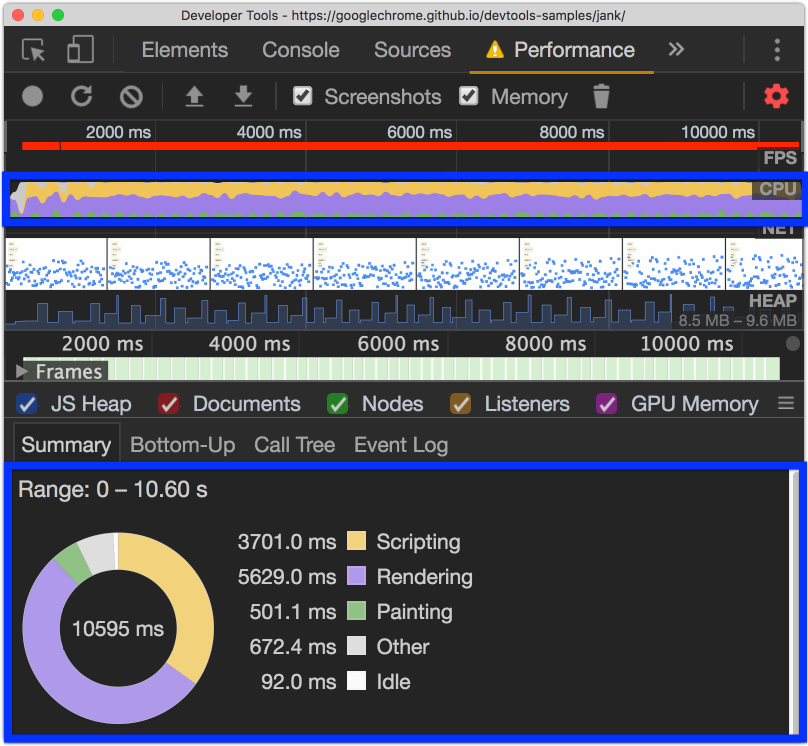 Developer Tools - https://googlechrome.github.io/devtools-samples/jank/
Elements Console Sources Performance »
Screenshots Memory
2000 ms 4000 ms 6000 ms 8000 ms 10000 ms
FPS
CPU
NET
HEAP
8.5 MB – 9.6 MB
2000 ms 4000 ms 6000 ms 8000 ms 10000 ms
Frames
JS Heap Documents Nodes Listeners GPU Memory
Summary Bottom-Up Call Tree Event Log
Range: 0 – 10.60 s
3701.0 ms Scripting
5629.0 ms Rendering
501.1 ms Painting
10595 ms
672.4 ms Other
92.0 ms Idle